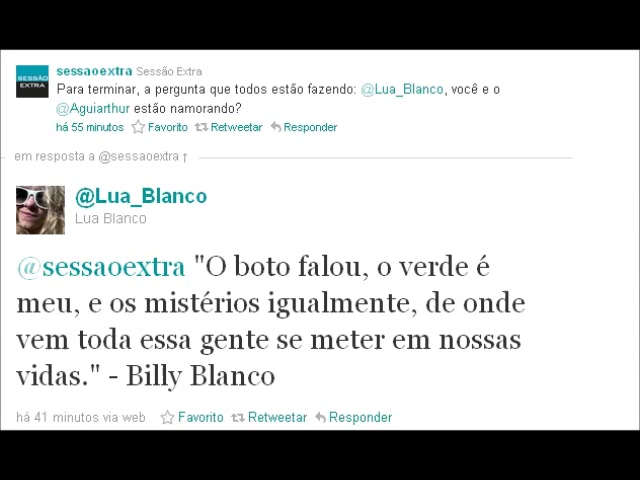 SESSÃO
EXTRA
sessaoextra Sessão Extra
Para terminar, a pergunta que todos estão fazendo: @Lua_Blanco, você e o
@Aguiarthur estão namorando?
há 55 minutos Favorito Retweetar Responder
em resposta a @sessaoextra ↑
@Lua_Blanco
Lua Blanco
@sessaoextra "O boto falou, o verde é
meu, e os mistérios igualmente, de onde
vem toda essa gente se meter em nossas
vidas." - Billy Blanco
há 41 minutos via web Favorito Retweetar Responder